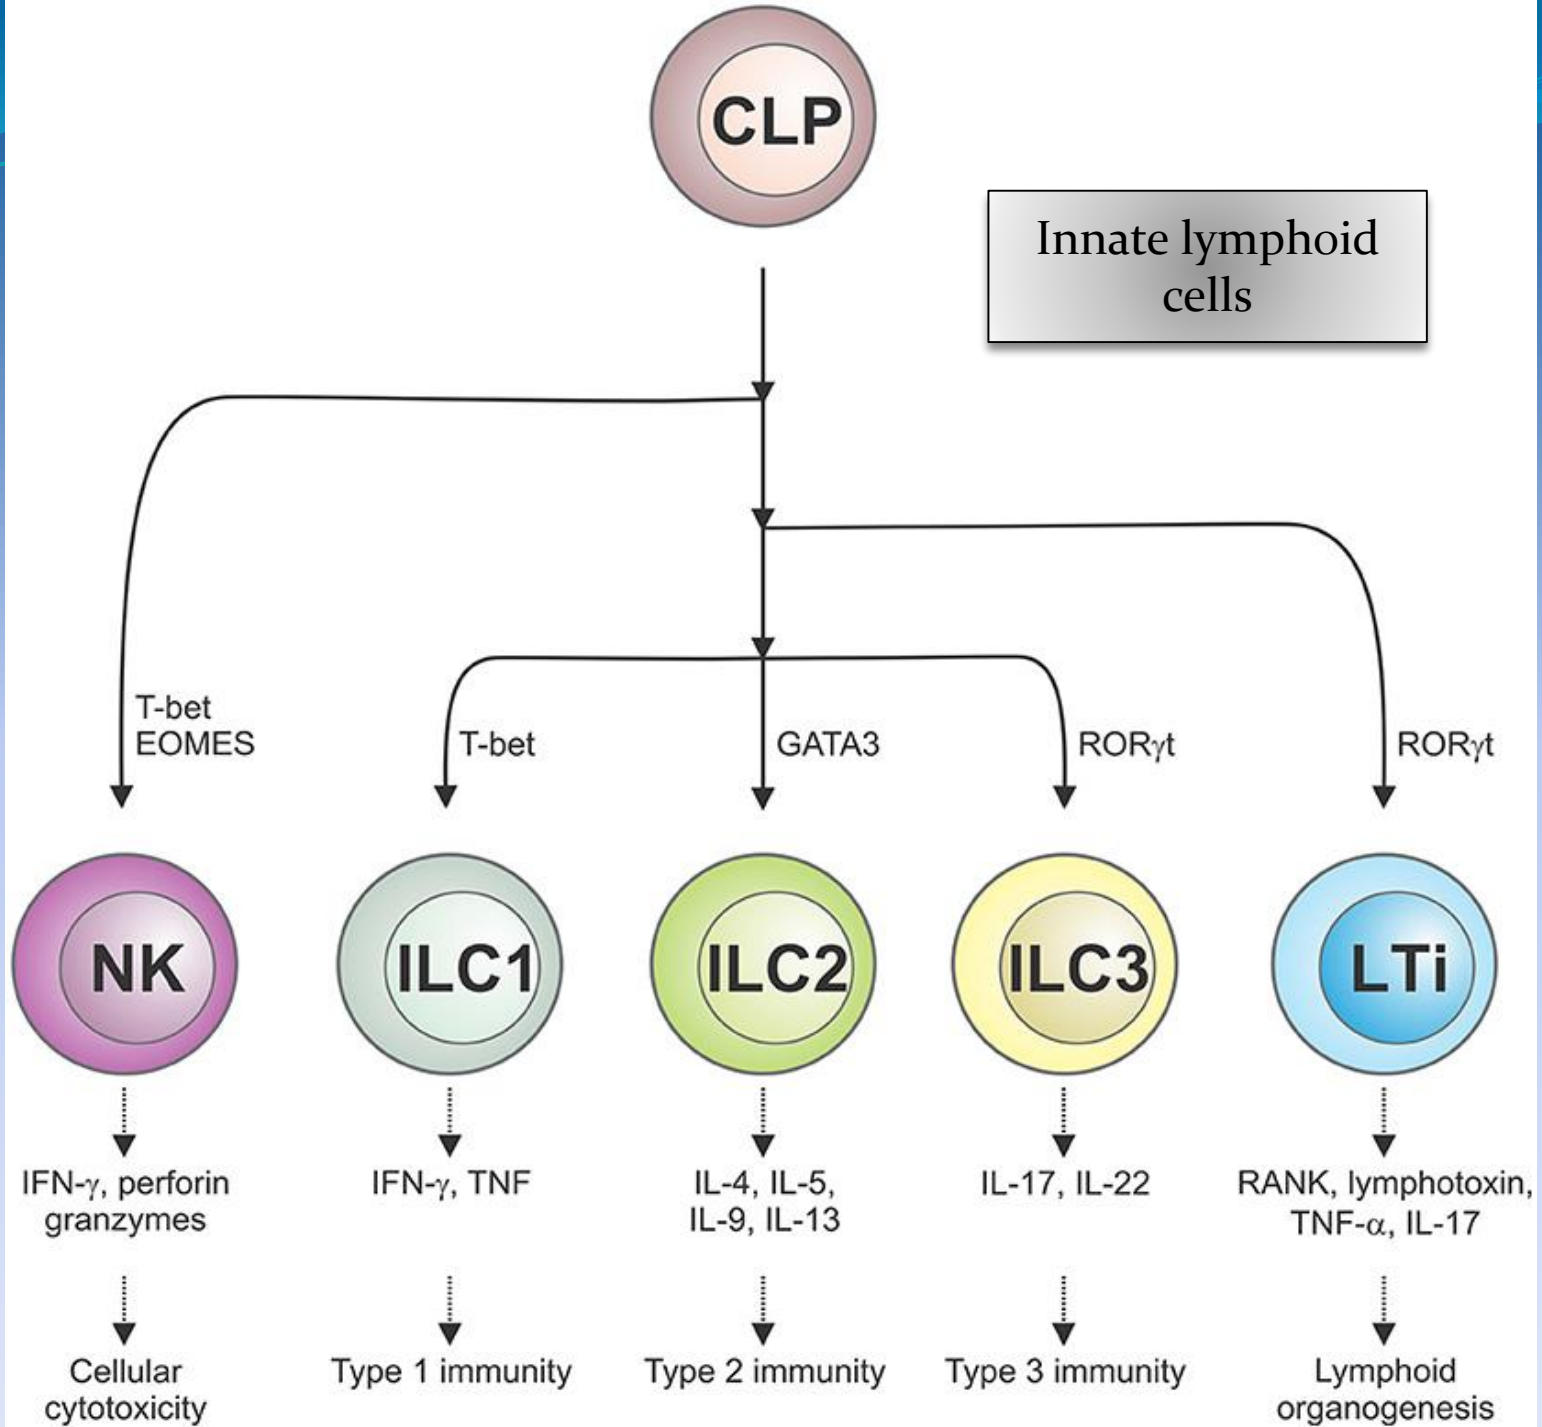 CLP
Innate lymphoid
cells
T-bet
EOMES
T-bet
GATA3
RORγt
RORγt
NK
ILC1
ILC2
ILC3
LTi
IFN-γ, perforin
granzymes
IFN-γ, TNF
IL-4, IL-5,
IL-9, IL-13
IL-17, IL-22
RANK, lymphotoxin,
TNF-α, IL-17
Cellular
cytotoxicity
Type 1 immunity
Type 2 immunity
Type 3 immunity
Lymphoid
organogenesis